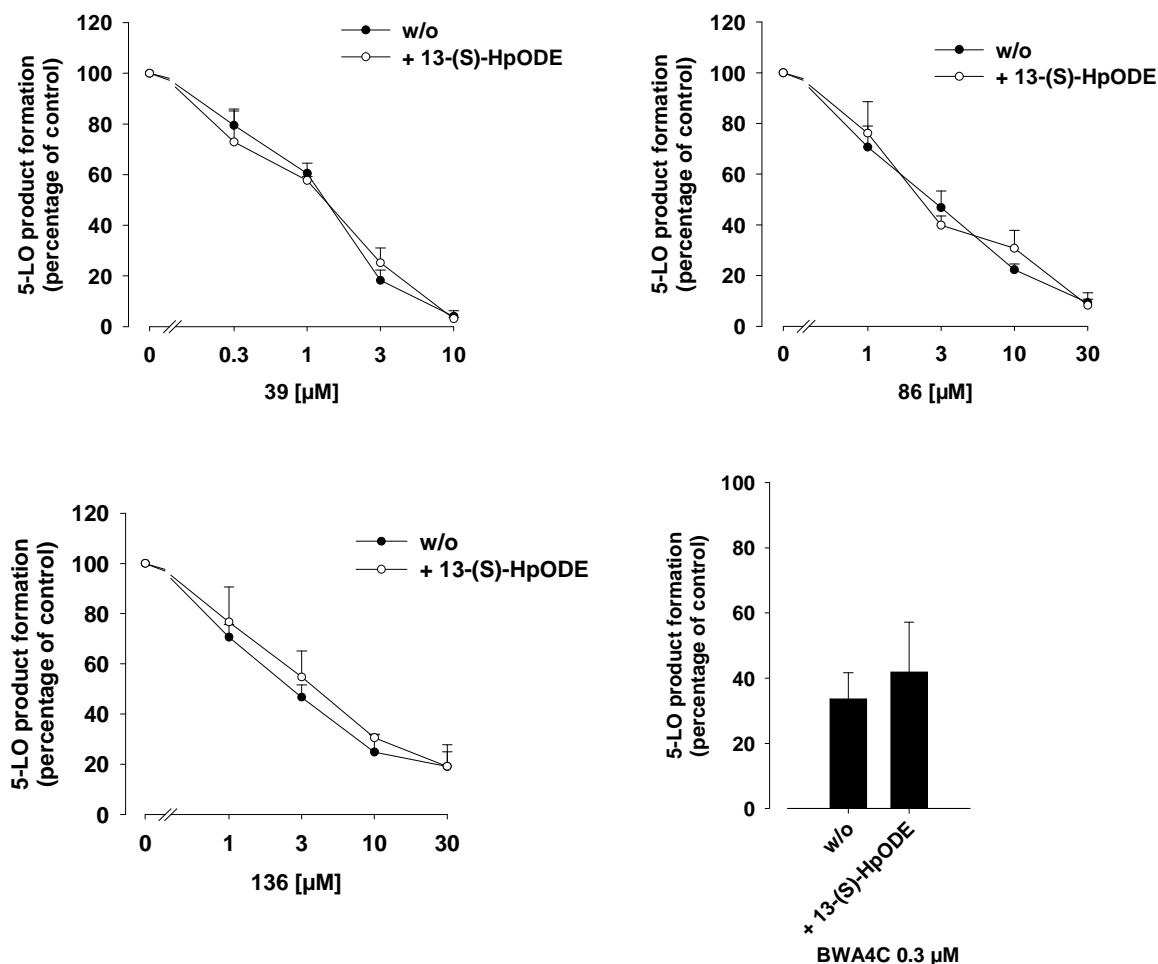 120
100
80
60
40
20
0
5-LO product formation
(percentage of control)
w/o
+ 13-(S)-HpODE
0 0.3 1 3 10
39 [µM]
120
100
80
60
40
20
0
5-LO product formation
(percentage of control)
w/o
+ 13-(S)-HpODE
0 1 3 10 30
86 [µM]
120
100
80
60
40
20
0
5-LO product formation
(percentage of control)
w/o
+ 13-(S)-HpODE
0 1 3 10 30
136 [µM]
100
80
60
40
20
0
5-LO product formation
(percentage of control)
w/o
+ 13-(S)-HpODE
BWA4C 0.3 µM